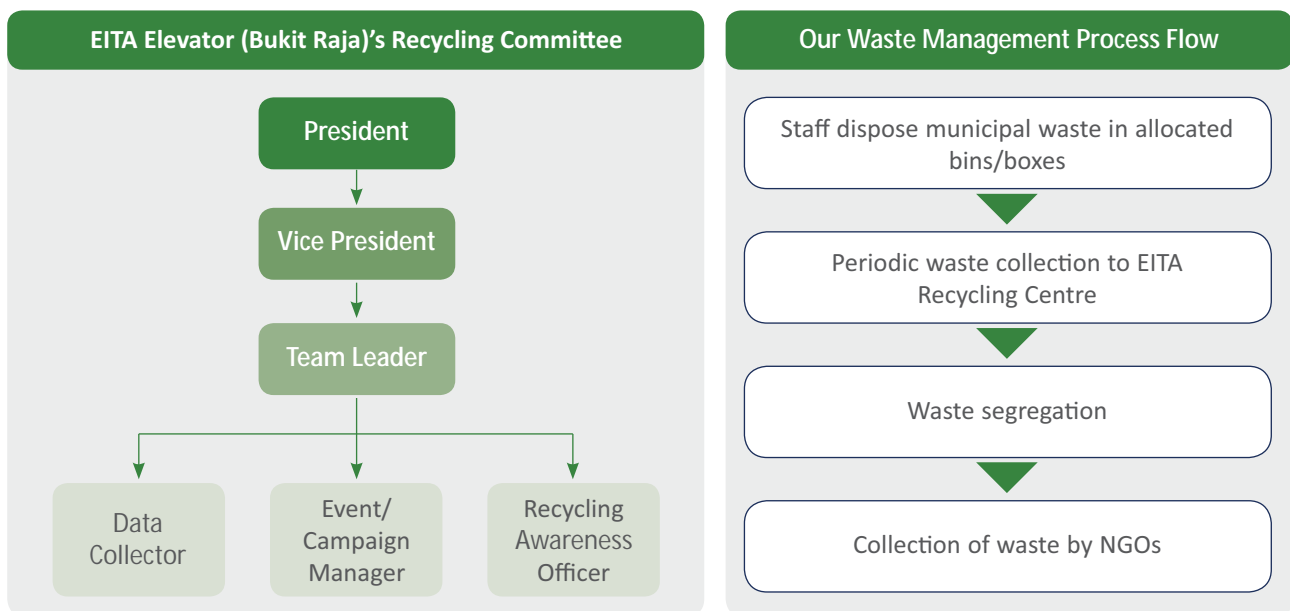 EITA Elevator (Bukit Raja)’s Recycling Committee
President
Vice President
Team Leader
Data
Collector
Event/
Campaign
Manager
Recycling
Awareness
Officer
Our Waste Management Process Flow
Staff dispose municipal waste in allocated
bins/boxes
Periodic waste collection to EITA
Recycling Centre
Waste segregation
Collection of waste by NGOs